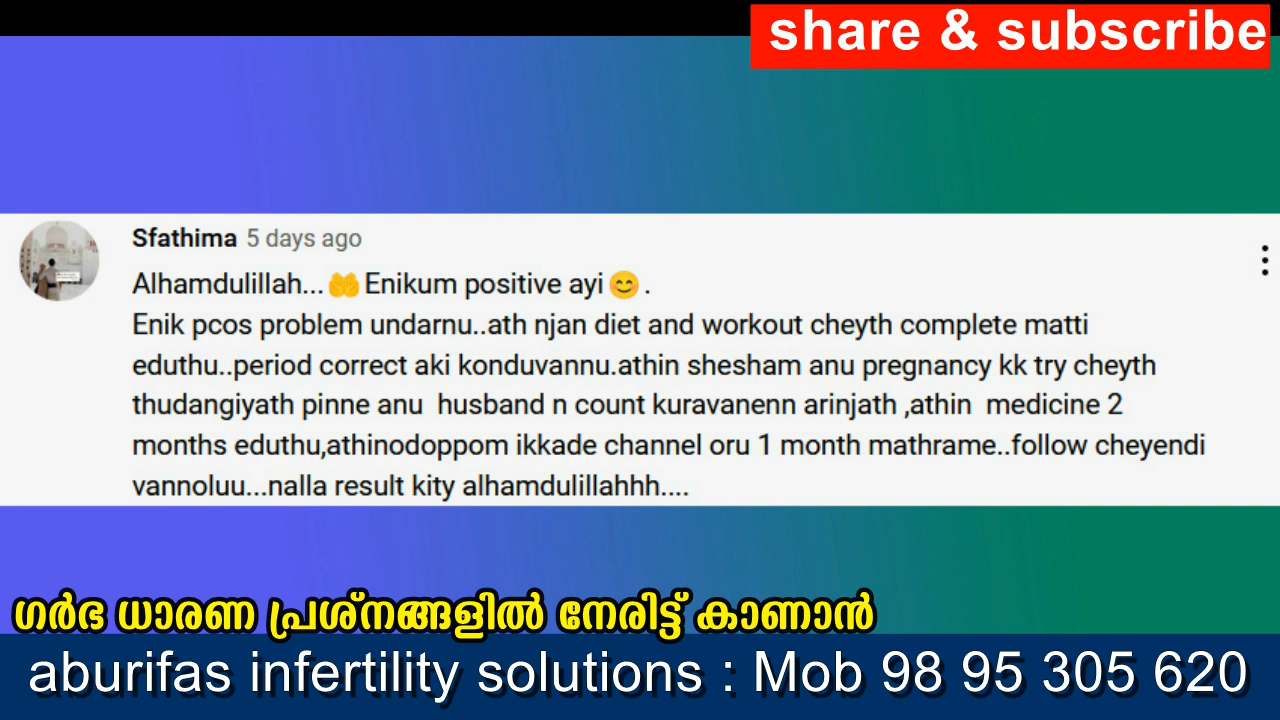 share & subscribe
Sfathima 5 days ago
Alhamdulillah...🤲Enikum positive ayi😊.
Enik pcos problem undarnu..ath njan diet and workout cheyth complete matti
eduthu..period correct aki konduvannu.athin shesham anu pregnancy kk try cheyth
thudangiyath pinne anu  husband n count kuravanenn arinjath ,athin  medicine 2
months eduthu,athinodoppom ikkade channel oru 1 month mathrame..follow cheyendi
vannoluu...nalla result kity alhamdulillahhh....
ഗർഭ ധാരണ പ്രശ്നങ്ങളിൽ നേരിട്ട് കാണാൻ
aburifas infertility solutions : Mob 98 95 305 620